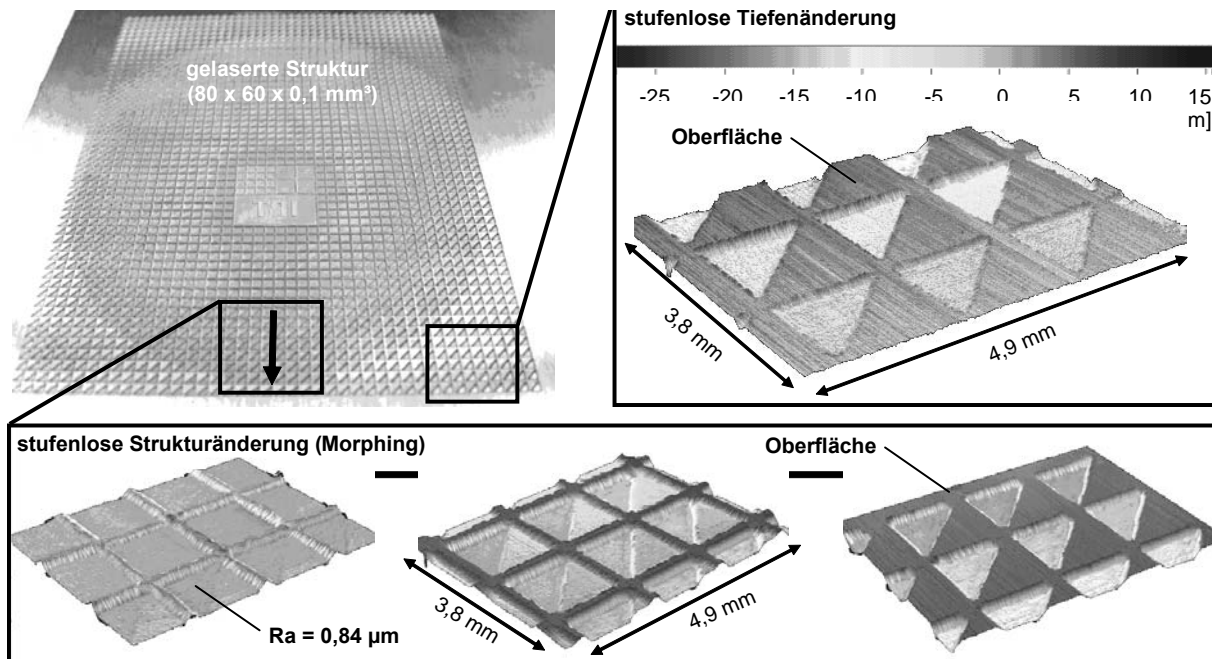 gelaserte Struktur
(80 x 60 x 0,1 mm³)
stufenlose Tiefenänderung
-25 -20 -15 -10 -5 0 5 10 15
m]
Oberfläche
3,8 mm
4,9 mm
stufenlose Strukturänderung (Morphing)
Oberfläche
3,8 mm
4,9 mm
Ra = 0,84 µm